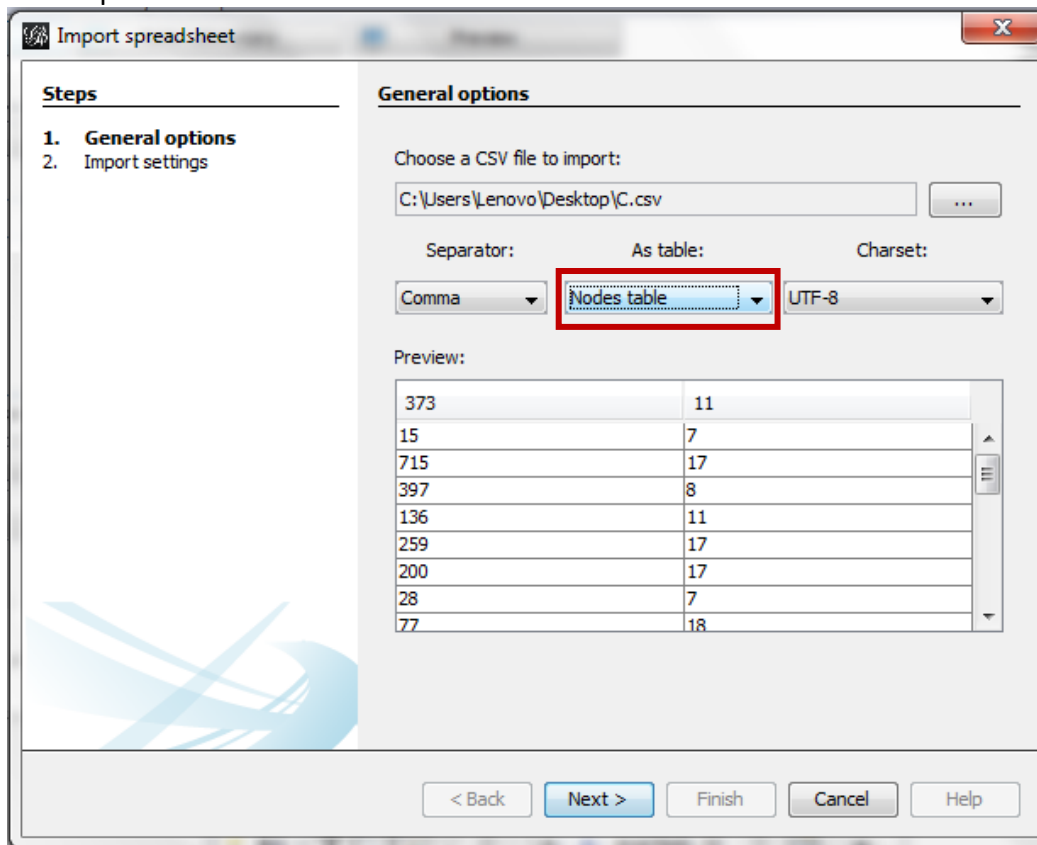 Import spreadsheet
Steps
1. General options
2. Import settings
General options
Choose a CSV file to import:
C:\Users\Lenovo\Desktop\C.csv ...
Separator: As table: Charset:
Comma Nodes table UTF-8
Preview:
373 11
15 7
715 17
397 8
136 11
259 17
200 17
28 7
77 18
< Back Next > Finish Cancel Help